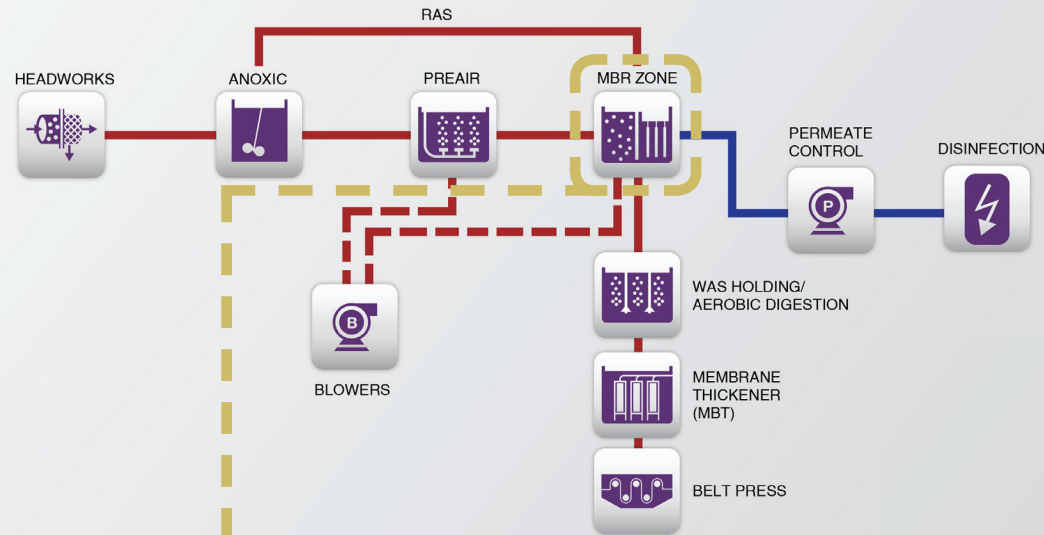 RAS
HEADWORKS
ANOXIC
PREAIR
MBR ZONE
PERMEATE
CONTROL
DISINFECTION
P
WAS HOLDING/
AEROBIC DIGESTION
B
BLOWERS
MEMBRANE
THICKENER
(MBT)
BELT PRESS